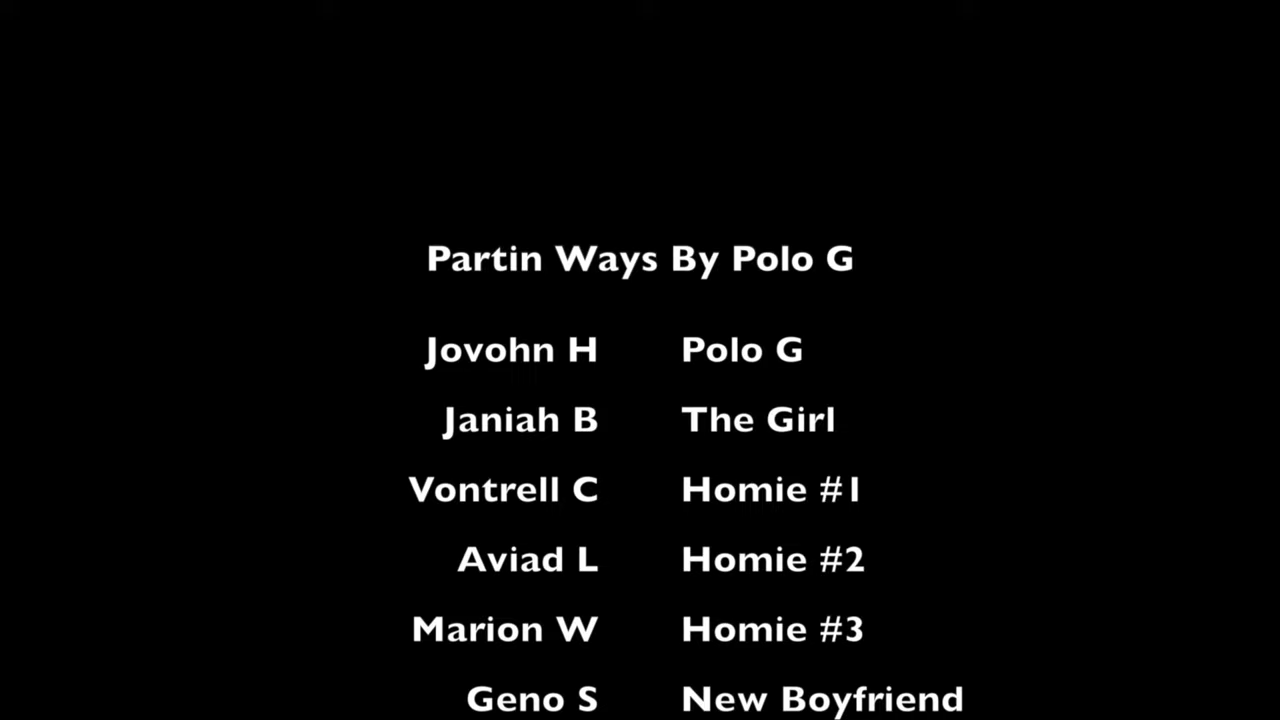 Partin Ways By Polo G
Jovohn H Polo G
Janiah B The Girl
Vontrell C Homie #1
Aviad L Homie #2
Marion W Homie #3
Geno S New Boyfriend